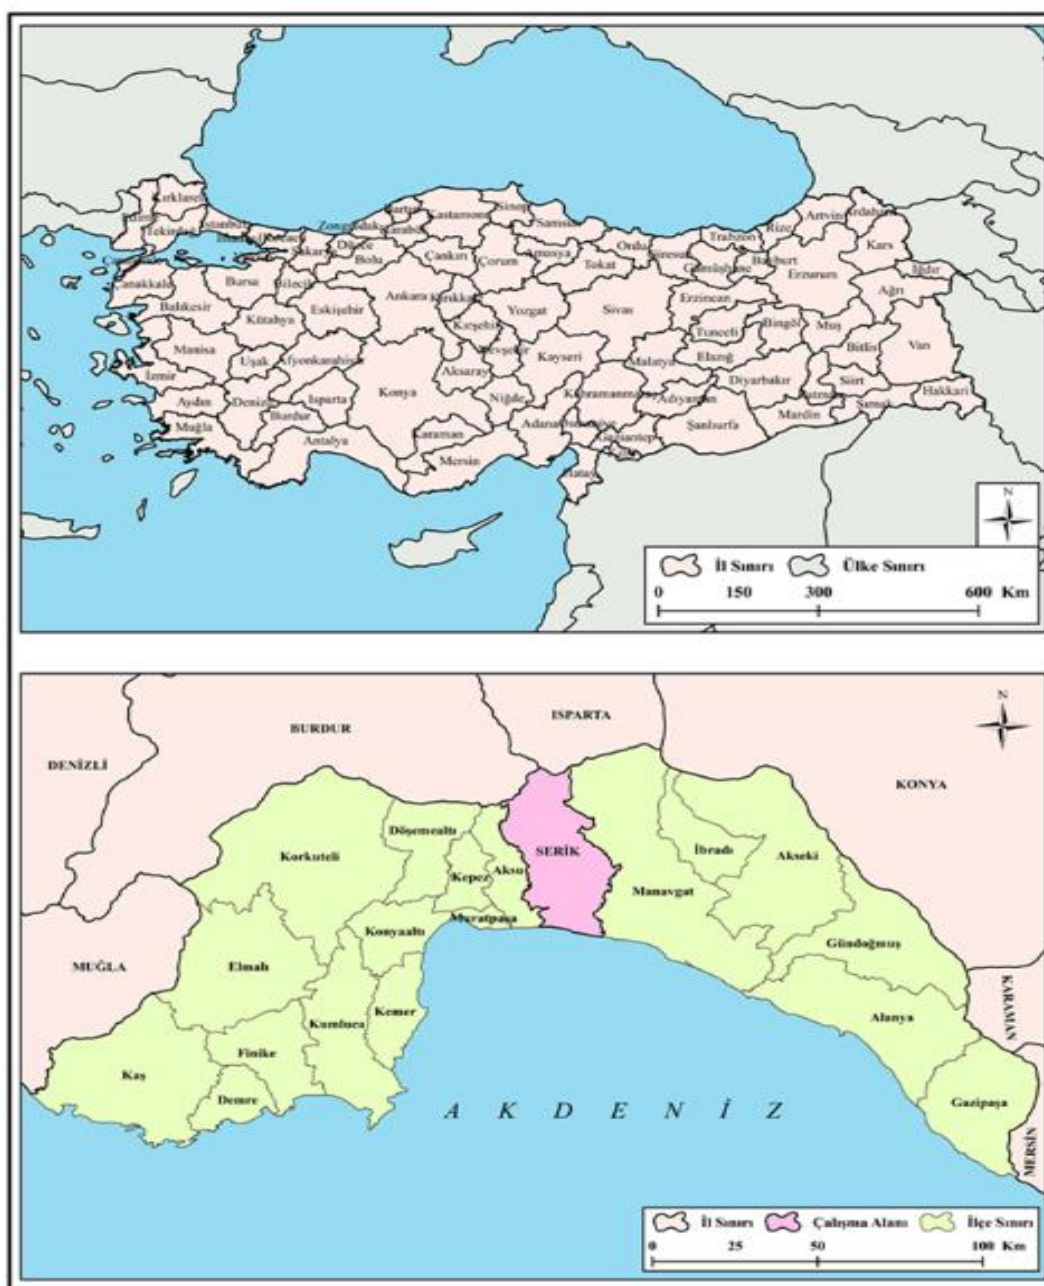 Kırklareli
Edirne
Tekirdağ
İstanbul
Zonguldak
Bartın
Kastamonu
Sinop
Samsun
Karabük
Düzce
Bolu
Çankırı
Çorum
Amasya
Ordu
Tokat
Giresun
Trabzon
Rize
Artvin
Ardahan
Gümüşhane
Bayburt
Erzurum
Kars
Iğdır
Ağrı
Çanakkale
Bursa
Bilecik
Balıkesir
Kütahya
Eskişehir
Ankara
Kırıkkale
Yozgat
Sivas
Erzincan
Tunceli
Bingöl
Muş
Bitlis
Van
Manisa
Uşak
Afyonkarahisar
Kırşehir
Nevşehir
Kayseri
Malatya
Elazığ
İzmir
Aydın
Denizli
Isparta
Burdur
Konya
Aksaray
Niğde
Kahramanmaraş
Adıyaman
Diyarbakır
Batman
Siirt
Şırnak
Hakkari
Muğla
Antalya
Karaman
Mersin
Adana
Gaziantep
Şanlıurfa
Mardin
Hatay
N
İl Sınırı Ülke Sınırı
0 150 300 600 Km
DENİZLİ
BURDUR
ISPARTA
KONYA
N
MUĞLA
KARAMAN
MERSİN
Korkuteli
Döşemealtı
Kepez
Aksu
SERİK
Manavgat
İbradı
Akseki
Gündoğmuş
Muratpaşa
Konyaaltı
Elmalı
Kemer
Kumluca
Finike
Kaş
Demre
Alanya
Gazipaşa
A K D E N İ Z
İl Sınırı Çalışma Alanı İlçe Sınırı
0 25 50 100 Km